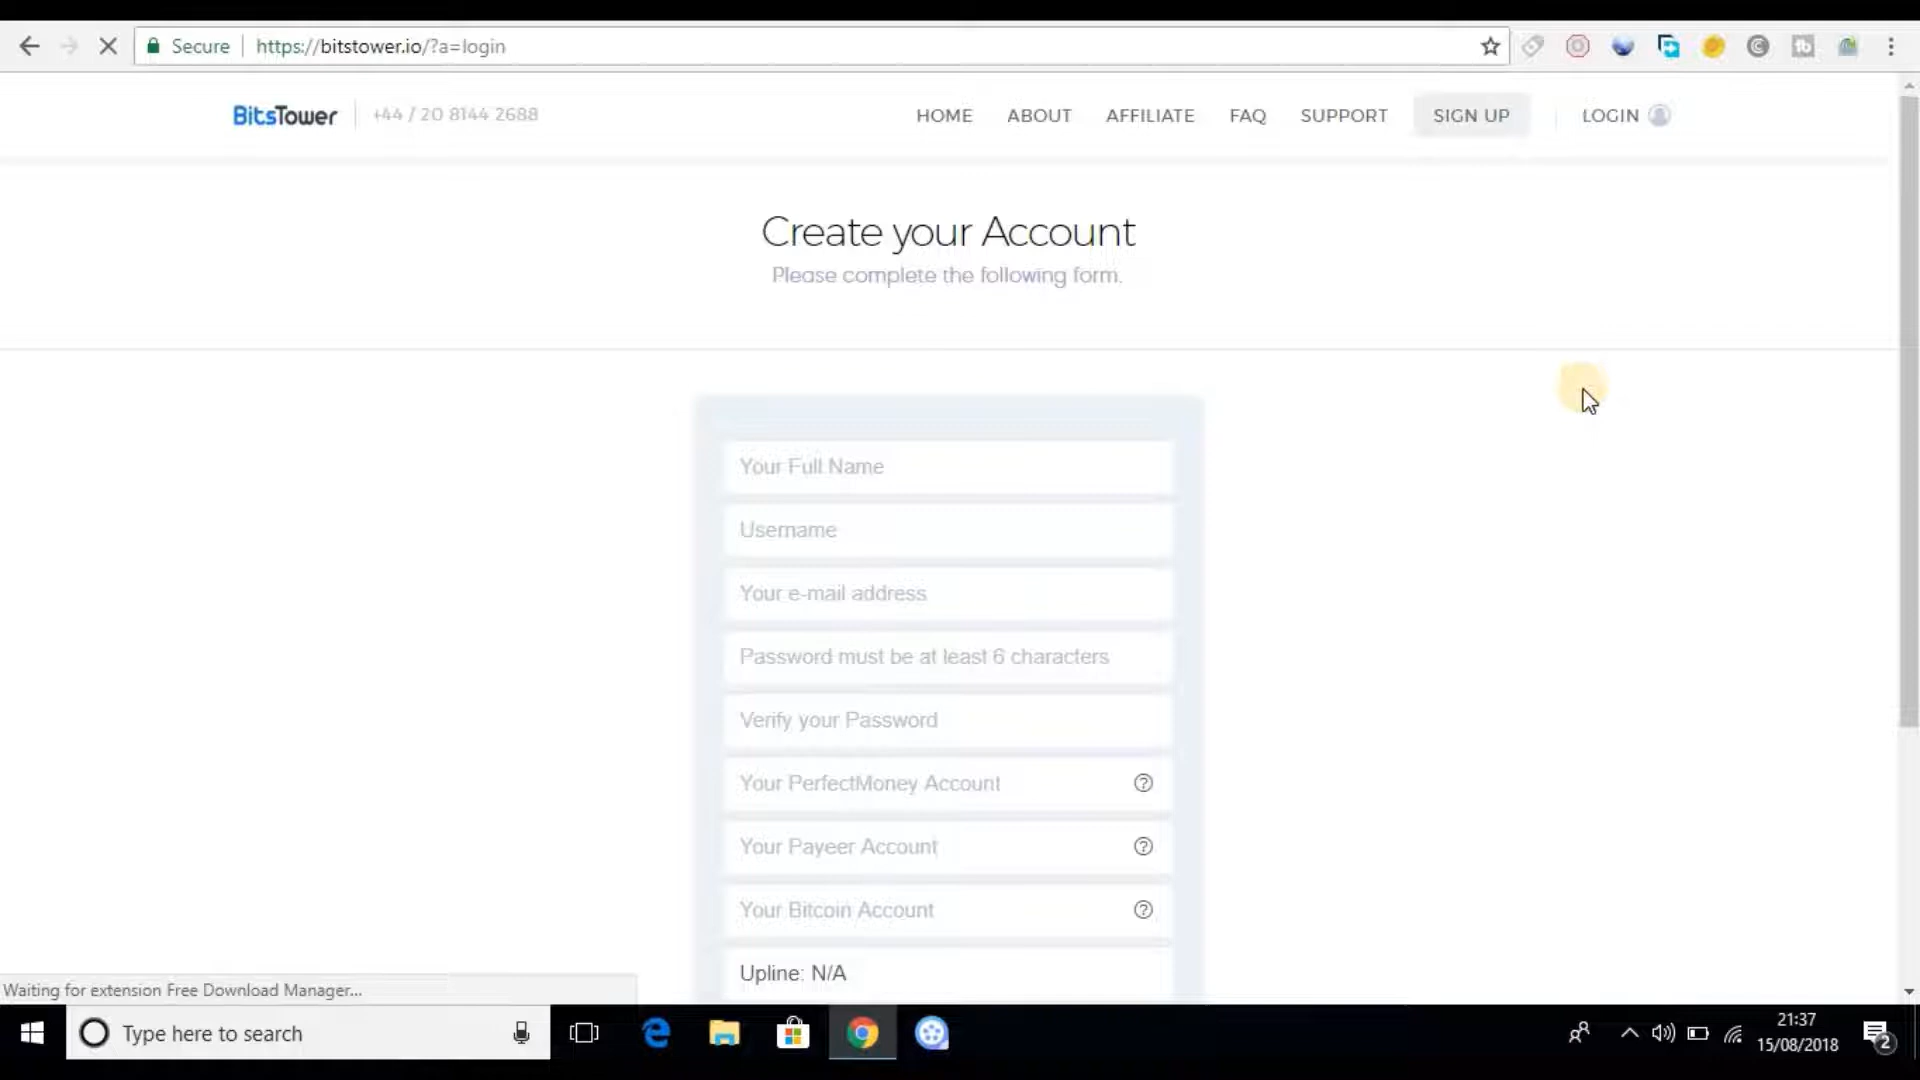 Secure
https://bitstower.io/?a=login
BitsTower
+44 / 20 8144 2688
HOME
ABOUT
AFFILIATE
FAQ
SUPPORT
SIGN UP
LOGIN
Create your Account
Please complete the following form.
Your Full Name
Username
Your e-mail address
Password must be at least 6 characters
Verify your Password
Your PerfectMoney Account
Your Payeer Account
Your Bitcoin Account
Upline: N/A
Waiting for extension Free Download Manager...
Type here to search
21:37
15/08/2018
2